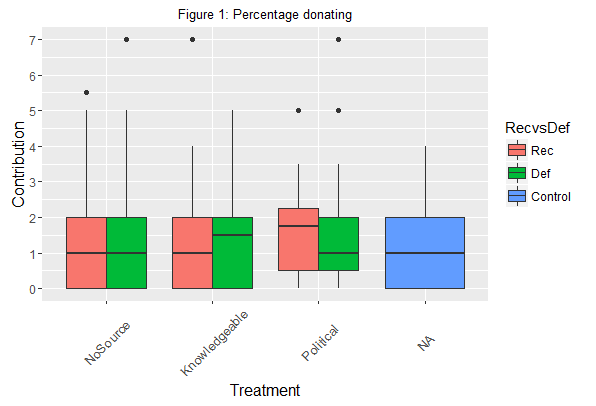 Figure 1: Percentage donating
7
6
5
4
3
2
1
0
Contribution
NoSource
Knowledgeable
Political
NA
Treatment
RecvsDef
Rec
Def
Control